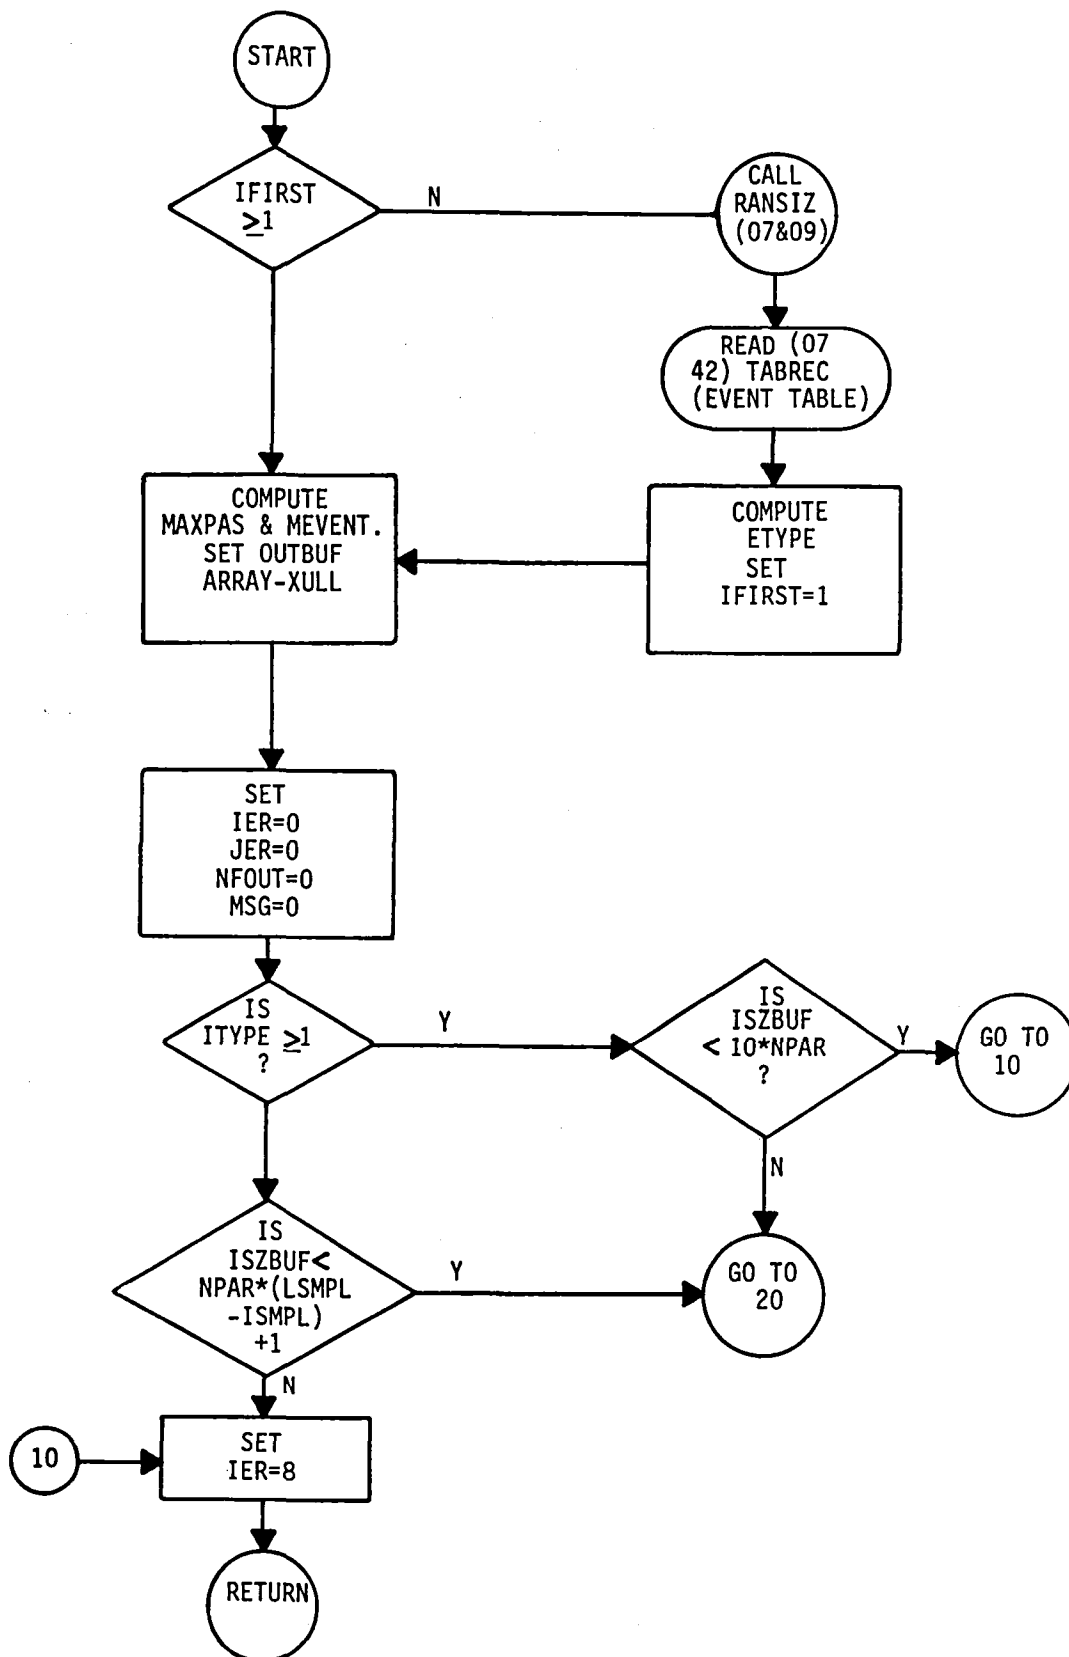 START
IFIRST
≥1
N
CALL
RANSIZ
(07&09)
READ (07
42) TABREC
(EVENT TABLE)
COMPUTE
MAXPAS & MEVENT.
SET OUTBUF
ARRAY-XULL
COMPUTE
ETYPE
SET
IFIRST=1
SET
IER=0
JER=0
NFOUT=0
MSG=0
IS
ITYPE ≥1
?
Y
IS
ISZBUF
< 10*NPAR
?
Y
GO TO
10
N
IS
ISZBUF<
NPAR*(LSMPL
-ISMPL)
+1
Y
GO TO
20
N
10
SET
IER=8
RETURN